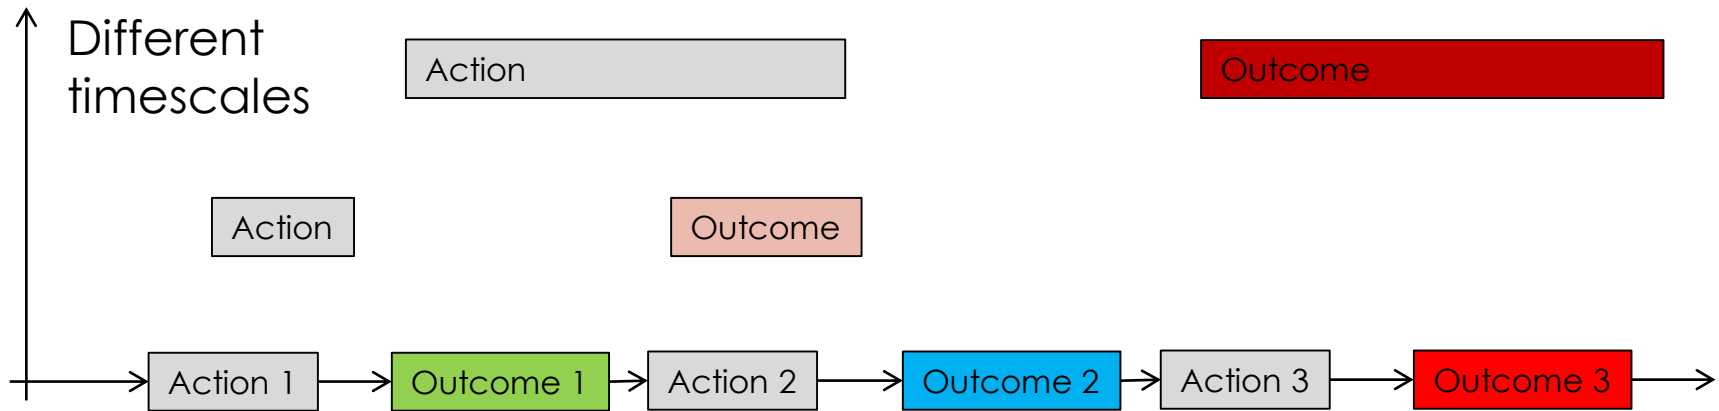 Different
timescales
Action
Outcome
Action
Outcome
Action 1
Outcome 1
Action 2
Outcome 2
Action 3
Outcome 3